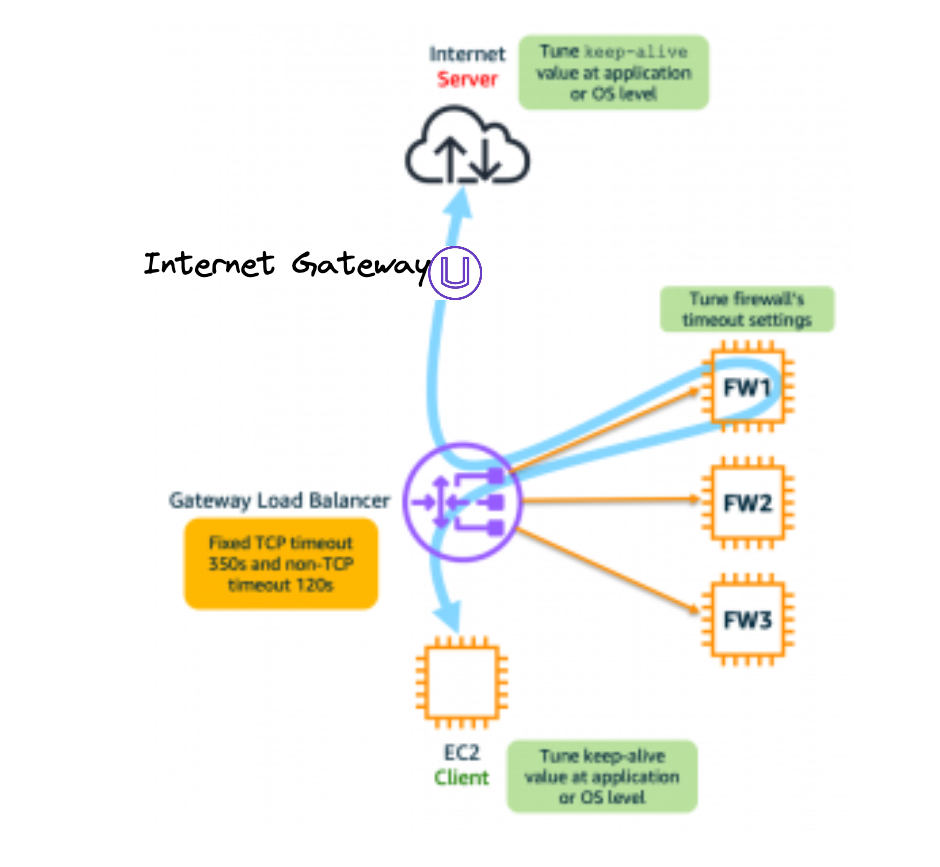 Internet
Server
Tune keep-alive
value at application
or OS level
Internet Gateway
Tune firewall's
timeout settings
FW1
Gateway Load Balancer
FW2
Fixed TCP timeout
350s and non-TCP
timeout 120s
FW3
EC2
Client
Tune keep-alive
value at application
or OS level